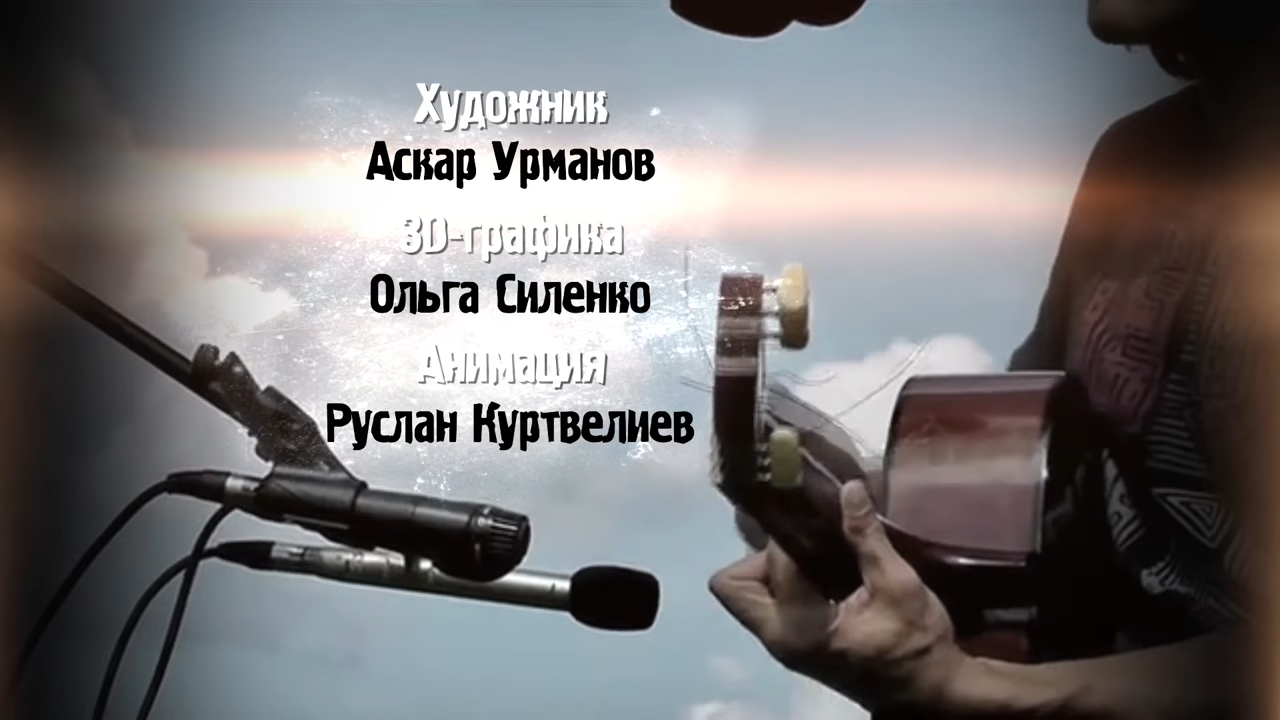 Художник
Аскар Урманов
3D-графика
Ольга Силенко
Анимация
Руслан Куртвелиев